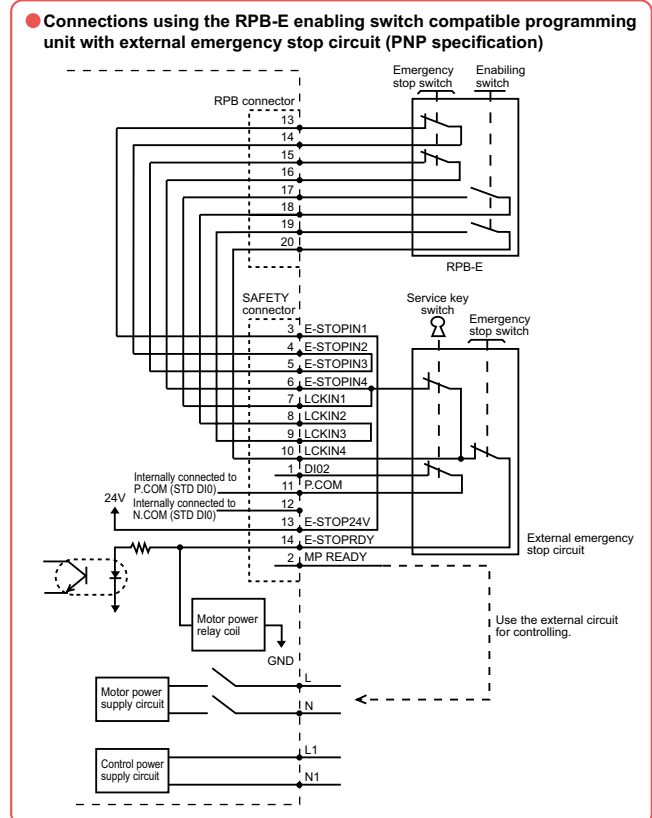 ● Connections using the RPB-E enabling switch compatible programming
unit with external emergency stop circuit (PNP specification)
Emergency
stop switch
Enabiling
switch
RPB connector
13
14
15
16
17
18
19
20
RPB-E
SAFETY
connector
Service key
switch
Emergency
stop switch
3 E-STOPIN1
4 E-STOPIN2
5 E-STOPIN3
6 E-STOPIN4
7 LCKIN1
8 LCKIN2
9 LCKIN3
10 LCKIN4
1 DI02
Internally connected to
P.COM (STD DI0)
11 P.COM
24V
Internally connected to
N.COM (STD DI0)
12
13 E-STOP24V
14 E-STOPRDY
2 MP READY
External emergency
stop circuit
Motor power
relay coil
GND
Use the external circuit
for controlling.
Motor power
supply circuit
L
N
Control power
supply circuit
L1
N1